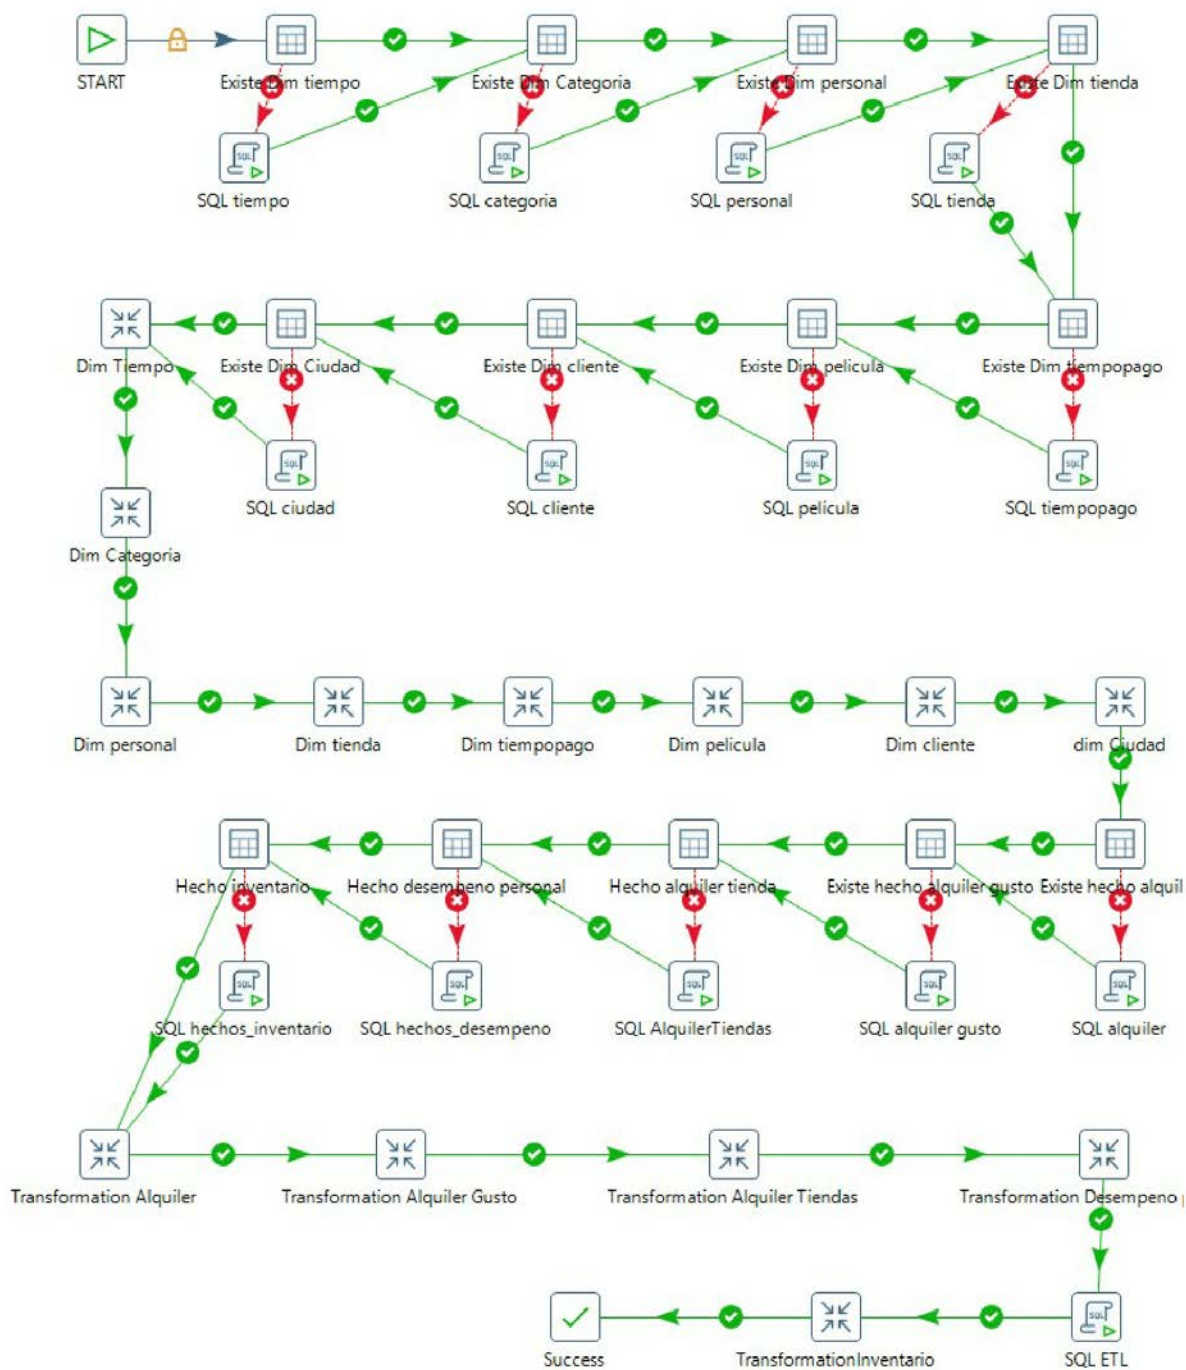 START
Existe Dim tiempo
Existe Dim Categoria
Existe Dim personal
Existe Dim tienda
SQL tiempo
SQL categoria
SQL personal
SQL tienda
Dim Tiempo
Existe Dim Ciudad
Existe Dim cliente
Existe Dim pelicula
Existe Dim tiempopago
SQL ciudad
SQL cliente
SQL pelicula
SQL tiempopago
Dim Categoria
Dim personal
Dim tienda
Dim tiempopago
Dim pelicula
Dim cliente
dim Ciudad
Hecho inventario
Hecho desempeno personal
Hecho alquiler tienda
Existe hecho alquiler gusto
Existe hecho alquil
SQL hechos_inventario
SQL hechos_desempeno
SQL AlquilerTiendas
SQL alquiler gusto
SQL alquiler
Transformation Alquiler
Transformation Alquiler Gusto
Transformation Alquiler Tiendas
Transformation Desempeno
Success
TransformationInventario
SQL ETL